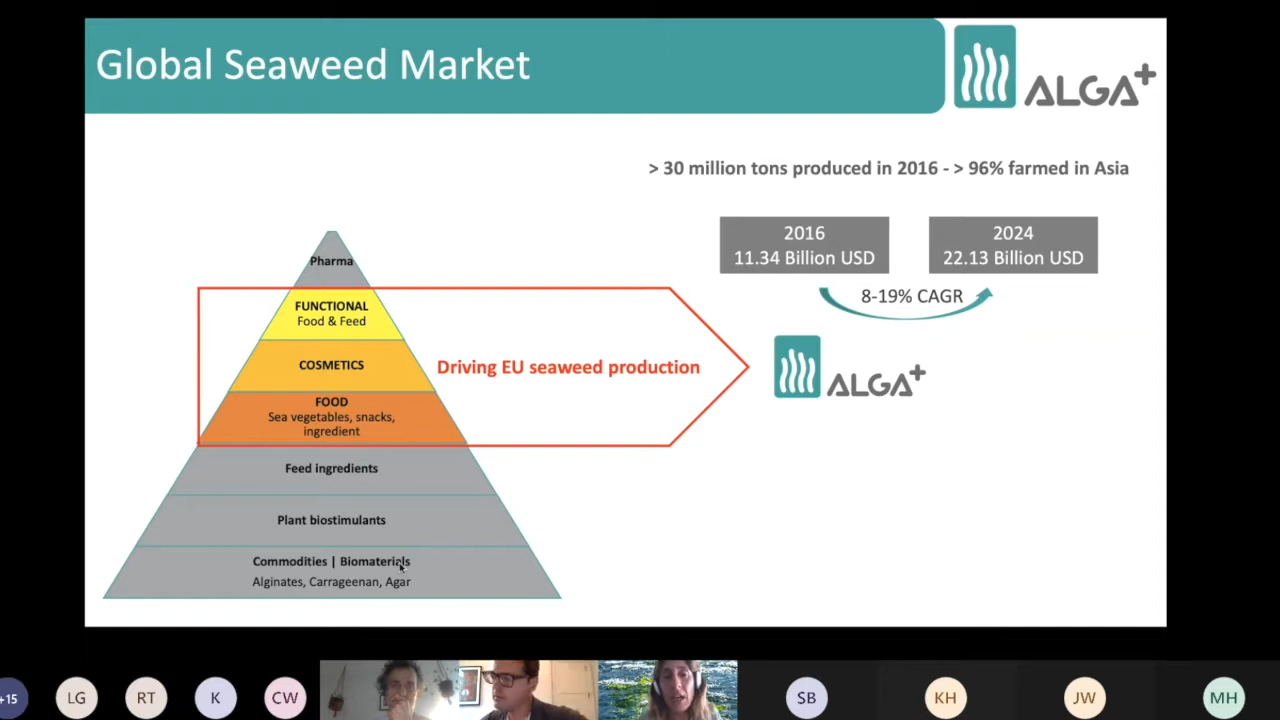 Global Seaweed Market
ALGA+
> 30 million tons produced in 2016 - > 96% farmed in Asia
2016
11.34 Billion USD
2024
22.13 Billion USD
8-19% CAGR
Pharma
FUNCTIONAL
Food & Feed
COSMETICS
FOOD
Sea vegetables, snacks,
ingredient
Driving EU seaweed production
ALGA+
Feed ingredients
Plant biostimulants
Commodities | Biomaterials
Alginates, Carrageenan, Agar
+15
LG
RT
K
CW
SB
KH
JW
MH